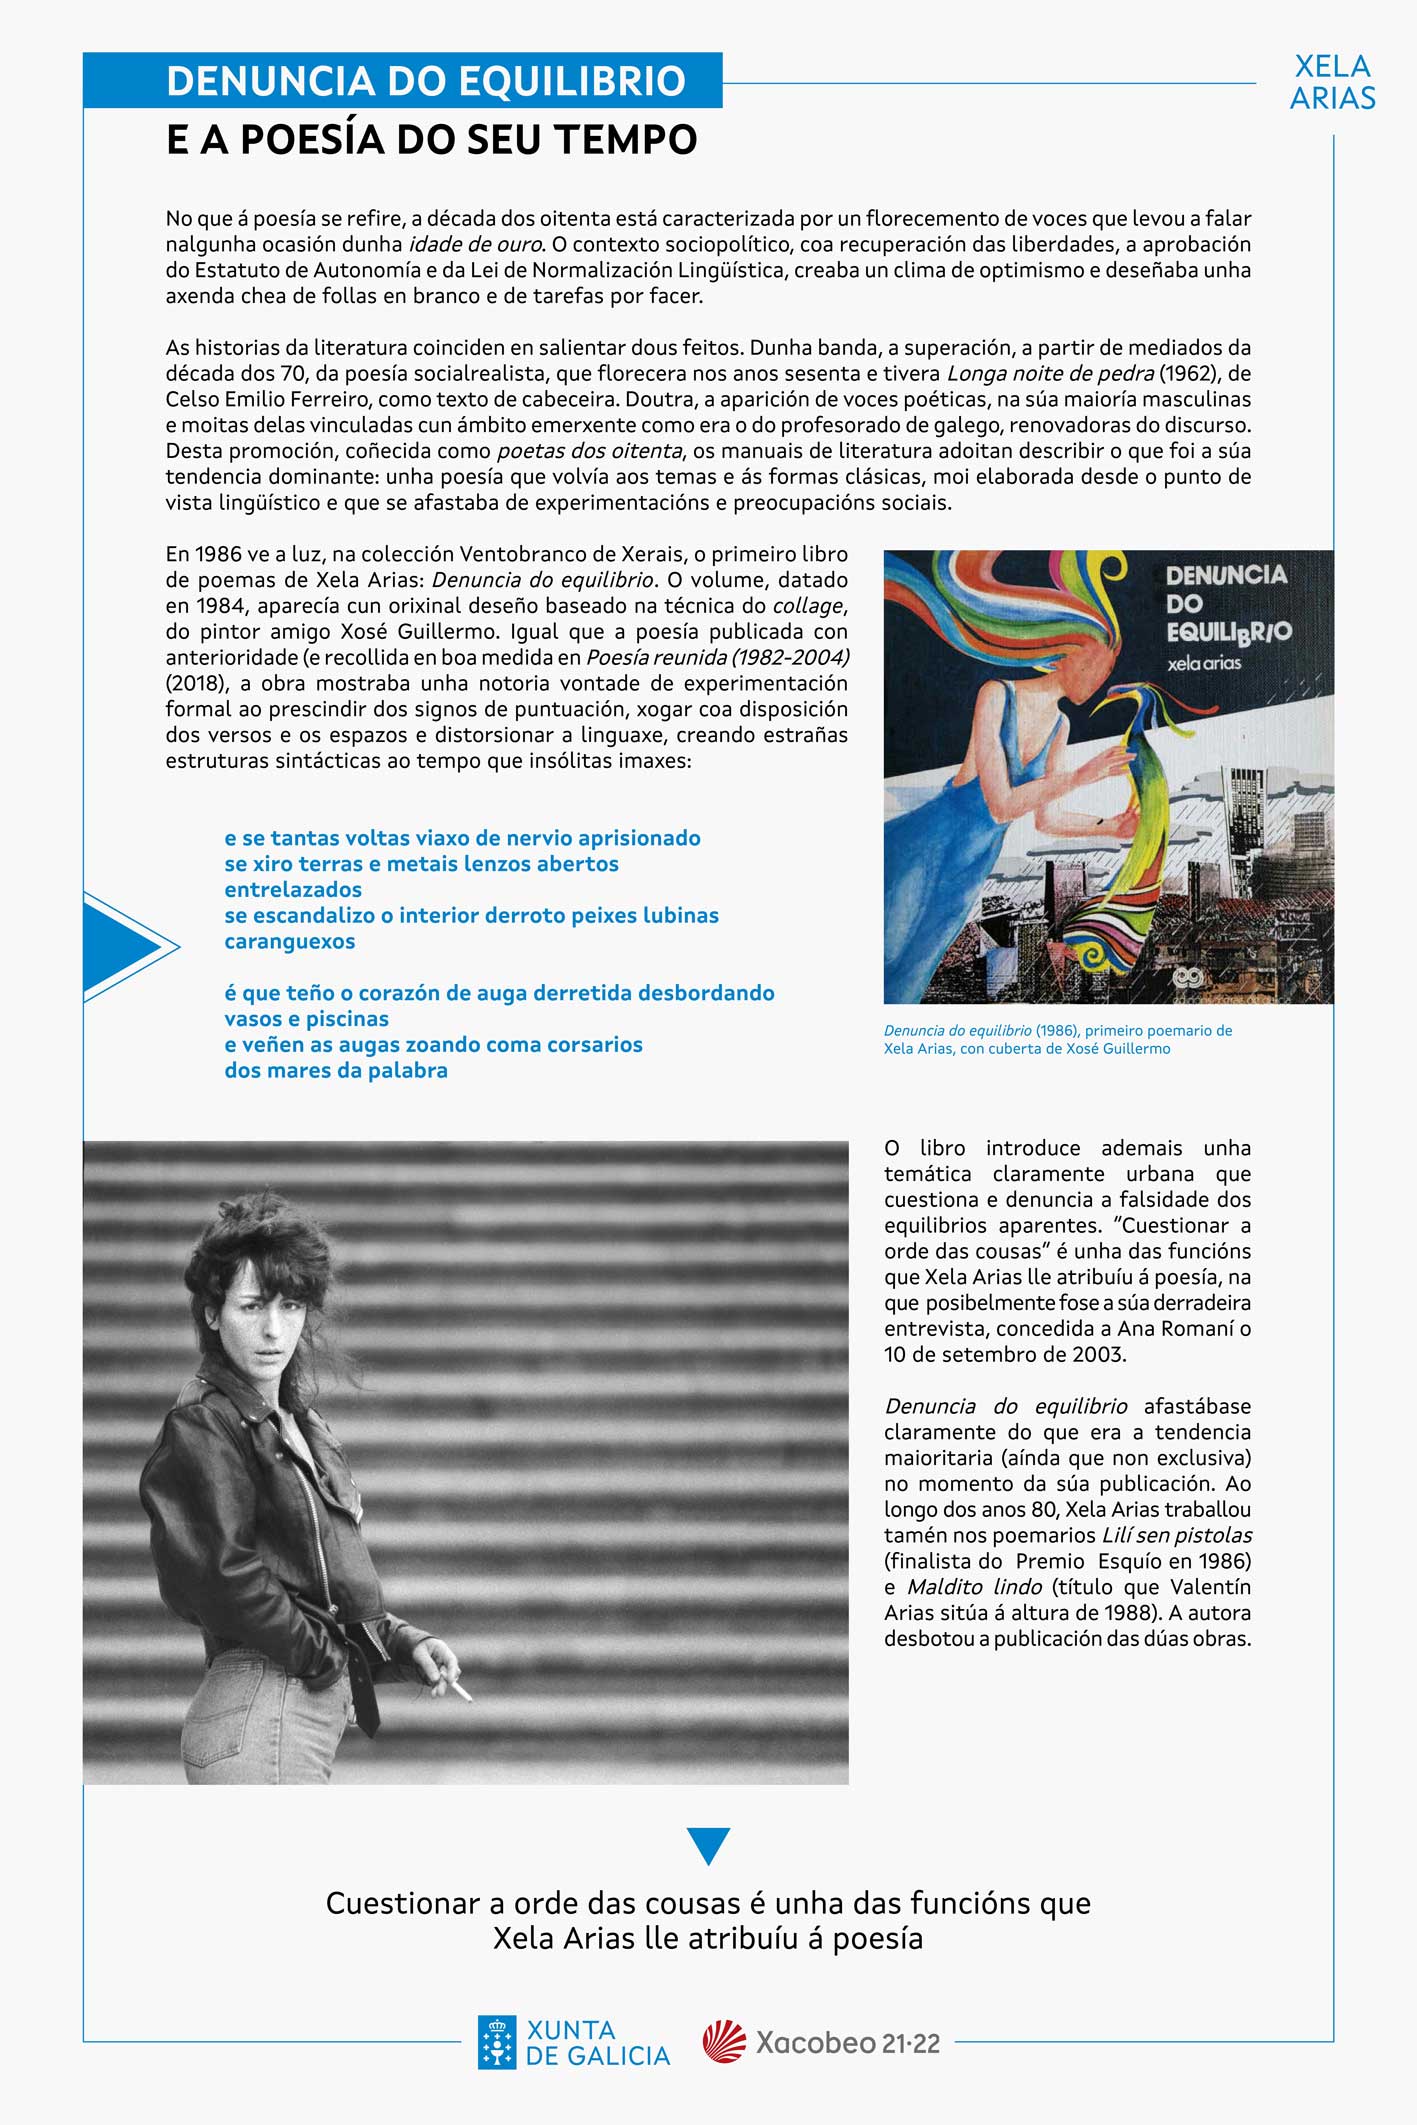 DENUNCIA DO EQUILIBRIO
E A POESÍA DO SEU TEMPO
XELA
ARIAS
No que á poesía se refire, a década dos oitenta está caracterizada por un florecemento de voces que levou a falar
nalgunha ocasión dunha idade de ouro. O contexto sociopolítico, coa recuperación das liberdades, a aprobación
do Estatuto de Autonomía e da Lei de Normalización Lingüística, creaba un clima de optimismo e deseñaba unha
axenda chea de follas en branco e de tarefas por facer.
As historias da literatura coinciden en salientar dous feitos. Dunha banda, a superación, a partir de mediados da
década dos 70, da poesía socialrealista, que florecera nos anos sesenta e tivera Longa noite de pedra (1962), de
Celso Emilio Ferreiro, como texto de cabeceira. Doutra, a aparición de voces poéticas, na súa maioría masculinas
e moitas delas vinculadas cun ámbito emerxente como era o do profesorado de galego, renovadoras do discurso.
Desta promoción, coñecida como poetas dos oitenta, os manuais de literatura adoitan describir o que foi a súa
tendencia dominante: unha poesía que volvía aos temas e ás formas clásicas, moi elaborada desde o punto de
vista lingüístico e que se afastaba de experimentacións e preocupacións sociais.
En 1986 ve a luz, na colección Ventobranco de Xerais, o primeiro libro
de poemas de Xela Arias: Denuncia do equilibrio. O volume, datado
en 1984, aparecía cun orixinal deseño baseado na técnica do collage,
do pintor amigo Xosé Guillermo. Igual que a poesía publicada con
anterioridade (e recollida en boa medida en Poesía reunida (1982-2004)
(2018), a obra mostraba unha notoria vontade de experimentación
formal ao prescindir dos signos de puntuación, xogar coa disposición
dos versos e os espazos e distorsionar a linguaxe, creando estrañas
estruturas sintácticas ao tempo que insólitas imaxes:
e se tantas voltas viaxo de nervio aprisionado
se xiro terras e metais lenzos abertos
entrelazados
se escandalizo o interior derroto peixes lubinas
caranguexos
é que teño o corazón de auga derretida desbordando
vasos e piscinas
e veñen as augas zoando coma corsarios
dos mares da palabra
DENUNCIA
DO
EQUILIBRIO
xela arias
Denuncia do equilibrio (1986), primeiro poemario de
Xela Arias, con cuberta de Xosé Guillermo
O libro introduce ademais unha
temática claramente urbana que
cuestiona e denuncia a falsidade dos
equilibrios aparentes. "Cuestionar a
orde das cousas" é unha das funcións
que Xela Arias lle atribuíu á poesía, na
que posibelmente fose a súa derradeira
entrevista, concedida a Ana Romaní o
10 de setembro de 2003.
Denuncia do equilibrio afastábase
claramente do que era a tendencia
maioritaria (aínda que non exclusiva)
no momento da súa publicación. Ao
longo dos anos 80, Xela Arias traballou
tamén nos poemarios Lilí sen pistolas
(finalista do Premio Esquío en 1986)
e Maldito lindo (título que Valentín
Arias sitúa á altura de 1988). A autora
desbotou a publicación das dúas obras.
Cuestionar a orde das cousas é unha das funcións que
Xela Arias lle atribuíu á poesía
XUNTA
DE GALICIA
Xacobeo 21·22